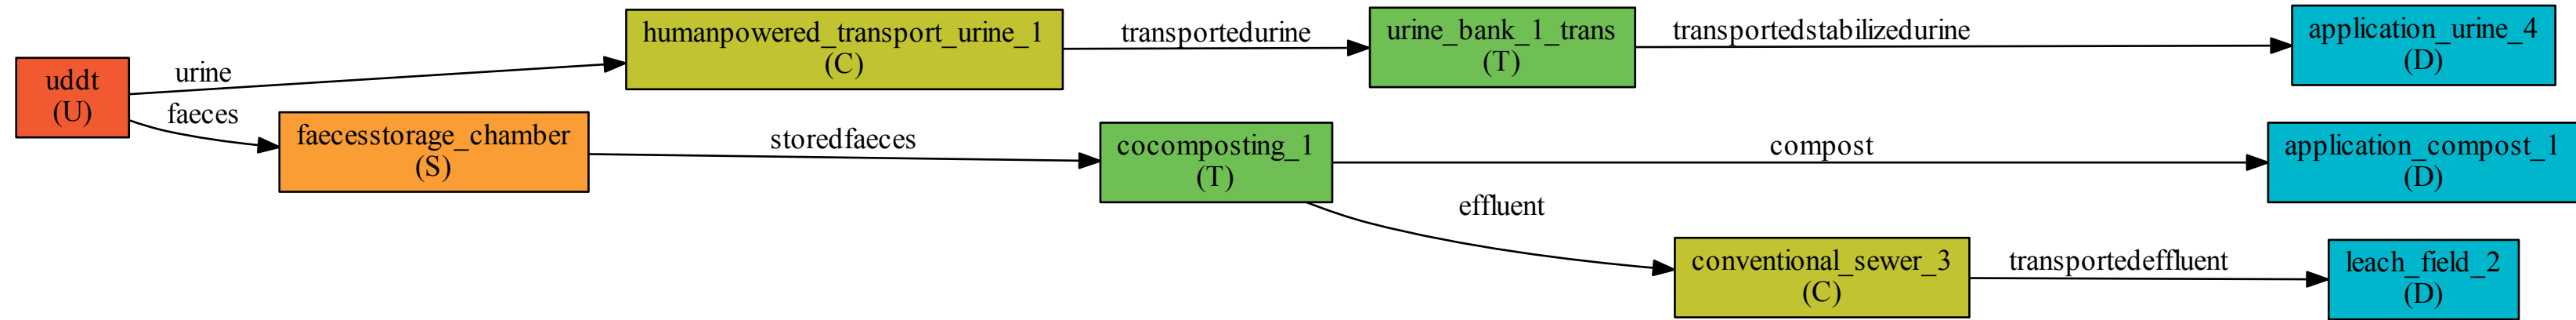 uddt
(U)
urine
faeces
humanpowered_transport_urine_1
(C)
transportedurine
urine_bank_1_trans
(T)
transportedstabilizedurine
application_urine_4
(D)
faecesstorage_chamber
(S)
storedfaeces
cocomposting_1
(T)
compost
application_compost_1
(D)
effluent
conventional_sewer_3
(C)
transportedeffluent
leach_field_2
(D)